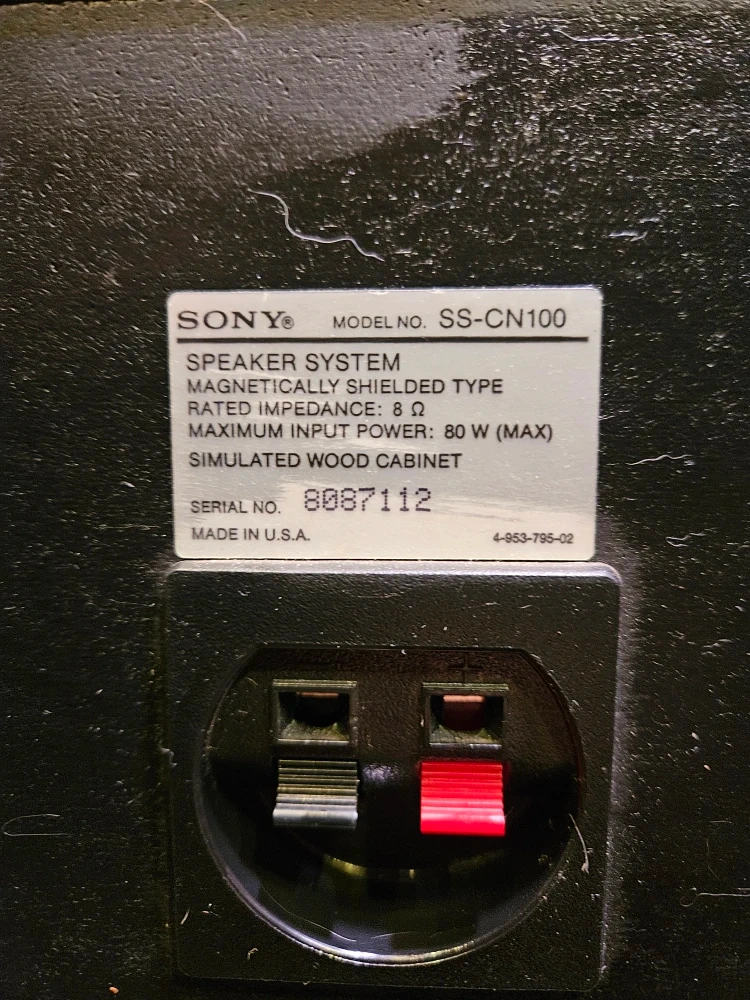 SONY® MODEL NO. SS-CN100
SPEAKER SYSTEM
MAGNETICALLY SHIELDED TYPE
RATED IMPEDANCE: 8 Ω
MAXIMUM INPUT POWER: 80 W (MAX)
SIMULATED WOOD CABINET
SERIAL NO. 8087112
MADE IN U.S.A. 4-953-795-02